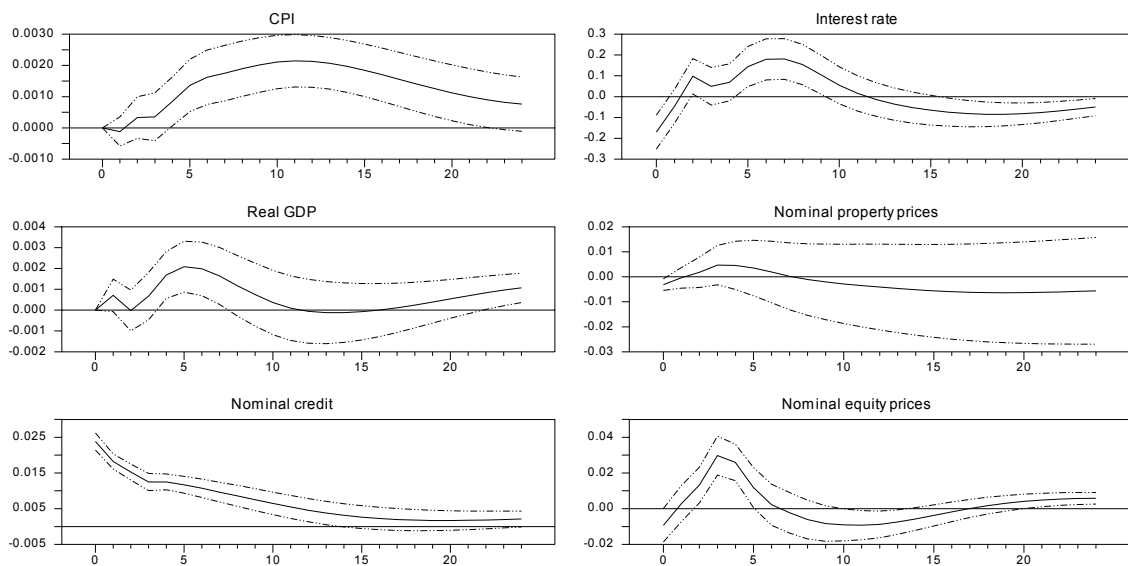 CPI
0.0030
0.0020
0.0010
0.0000
-0.0010
0 5 10 15 20
Interest rate
0.3
0.2
0.1
0.0
-0.1
-0.2
-0.3
0 5 10 15 20
Real GDP
0.004
0.003
0.002
0.001
0.000
-0.001
-0.002
0 5 10 15 20
Nominal property prices
0.02
0.01
0.00
-0.01
-0.02
-0.03
0 5 10 15 20
Nominal credit
0.025
0.015
0.005
-0.005
0 5 10 15 20
Nominal equity prices
0.04
0.02
0.00
-0.02
0 5 10 15 20